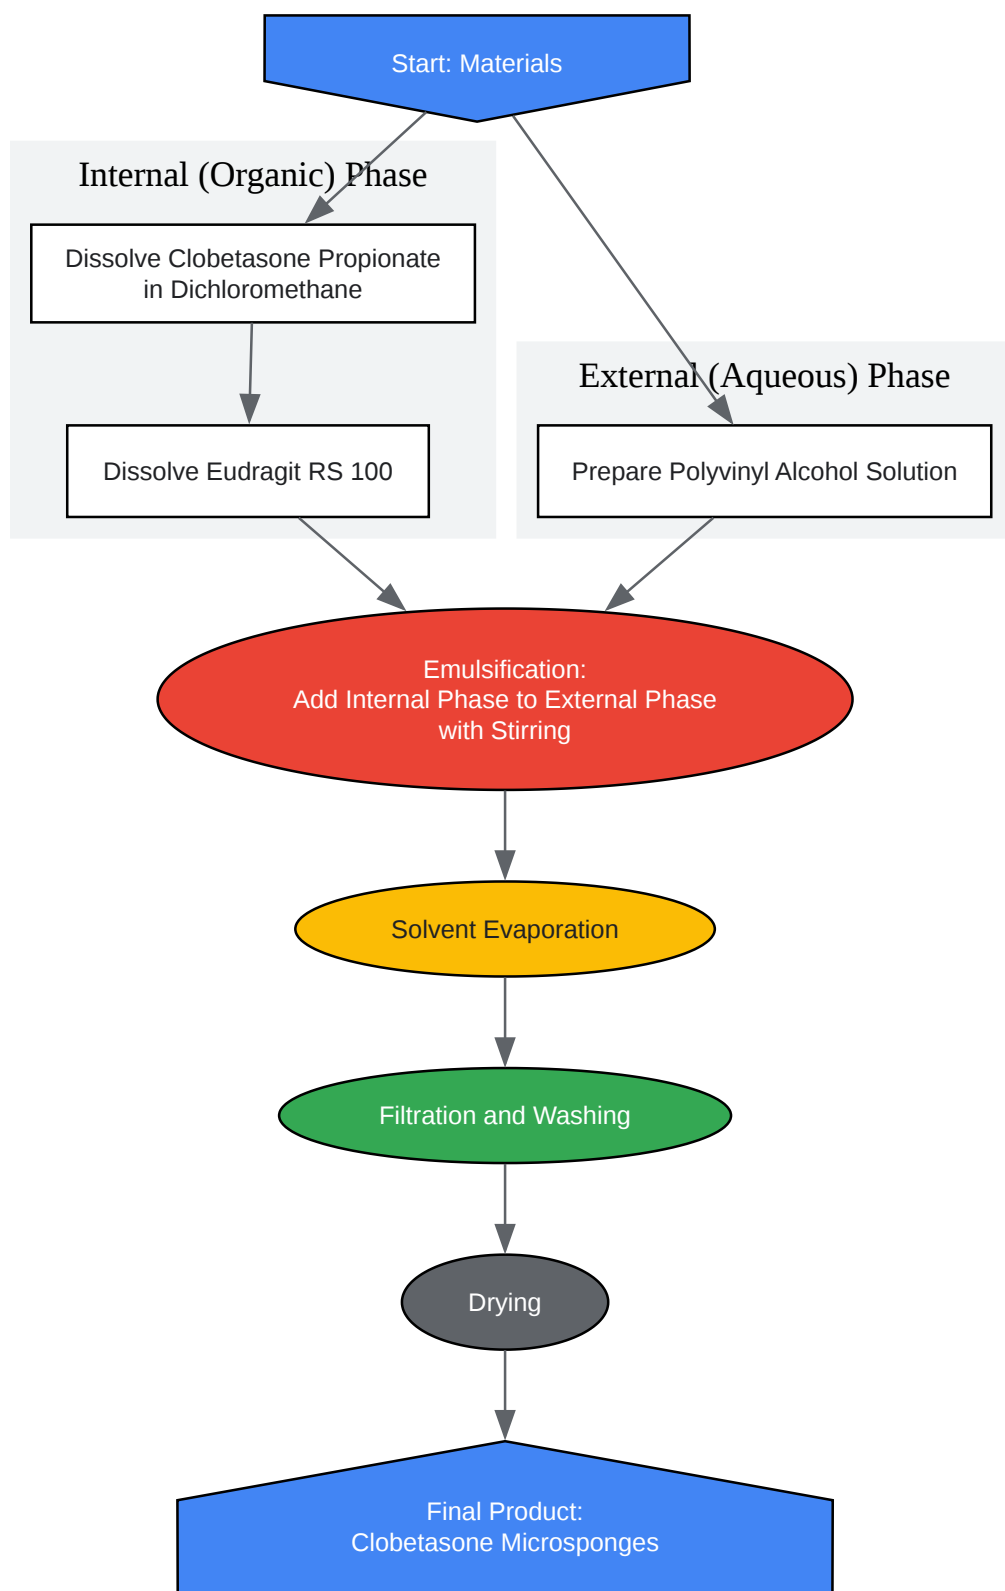 Start: Materials
Internal (Organic) Phase
Dissolve Clobetasone Propionate
in Dichloromethane
Dissolve Eudragit RS 100
External (Aqueous) Phase
Prepare Polyvinyl Alcohol Solution
Emulsification:
Add Internal Phase to External Phase
with Stirring
Solvent Evaporation
Filtration and Washing
Drying
Final Product:
Clobetasone Microsponges